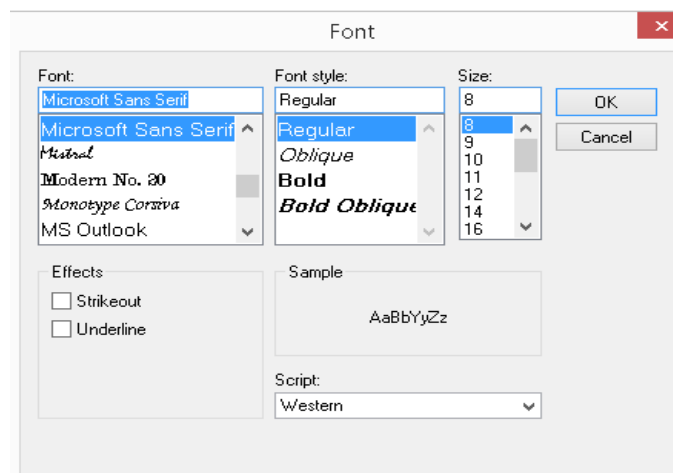 Font
Font:
Microsoft Sans Serif
Microsoft Sans Serif
Mistral
Modern No. 20
Monotype Corsiva
MS Outlook
Font style:
Regular
Regular
Oblique
Bold
Bold Oblique
Size:
8
8
9
10
11
12
14
16
OK
Cancel
Effects
Strikeout
Underline
Sample
AaBbYyZz
Script:
Western